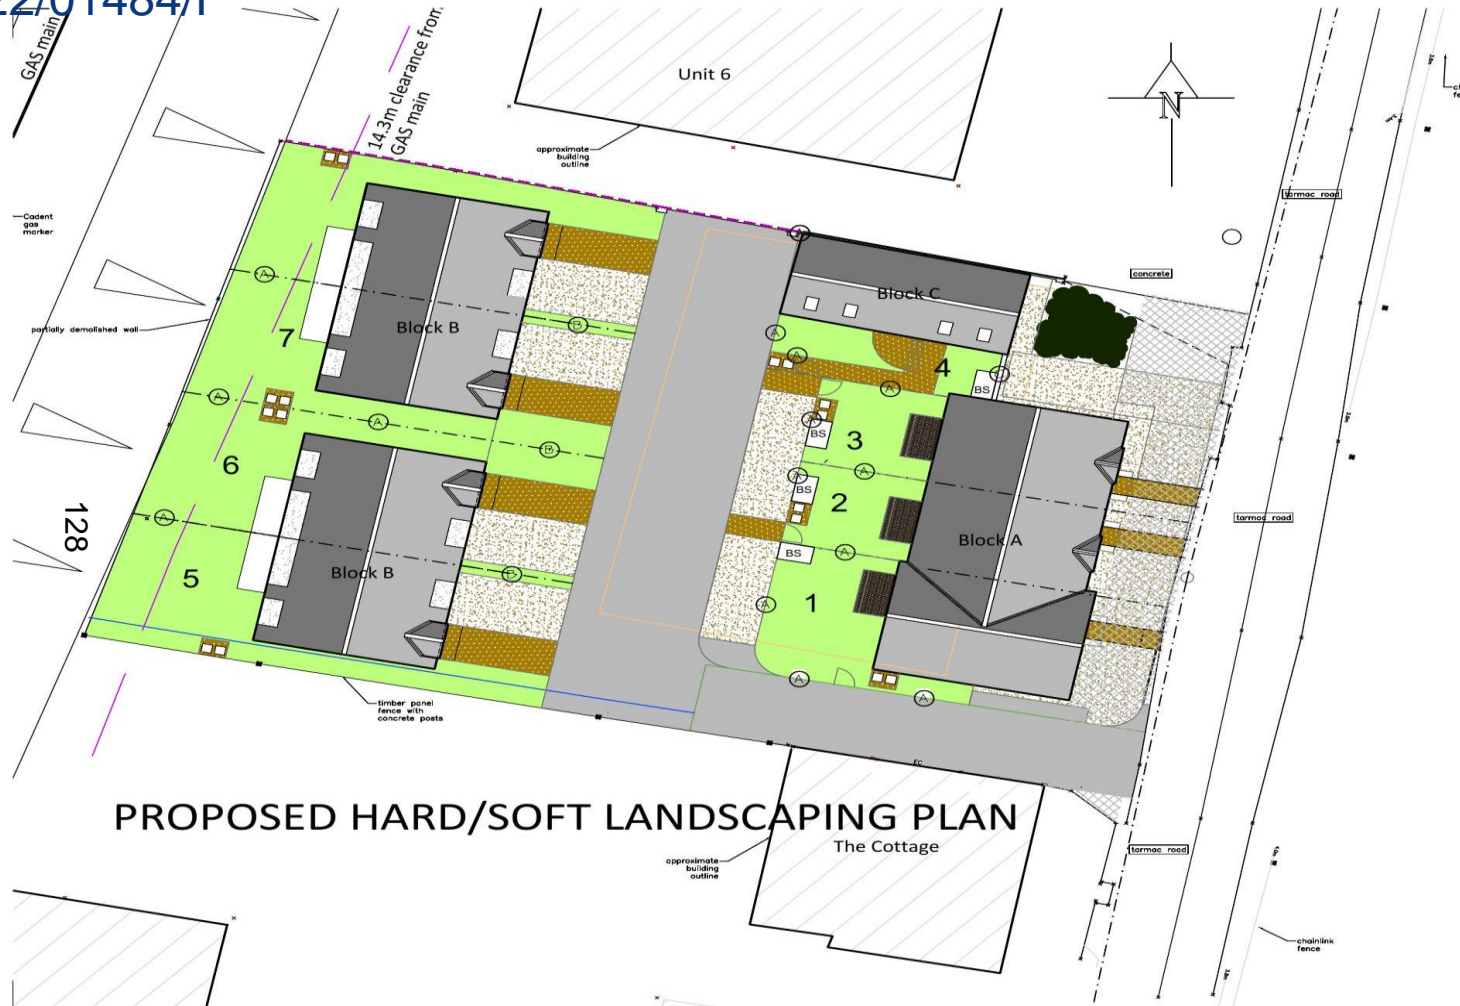 GAS main
14.3m clearance from
GAS main
Unit 6
approximate
building
outline
N
tarmac road
Cadent
gas
marker
concrete
partially demolished wall
Block C
Block B
7
A
B
4
BS
3
BS
6
2
BS
tarmac road
128
Block A
5
Block B
1
BS
timber panel
fence with
concrete posts
EC
PROPOSED HARD/SOFT LANDSCAPING PLAN
The Cottage
approximate
building
outline
tarmac road
chainlink
fence